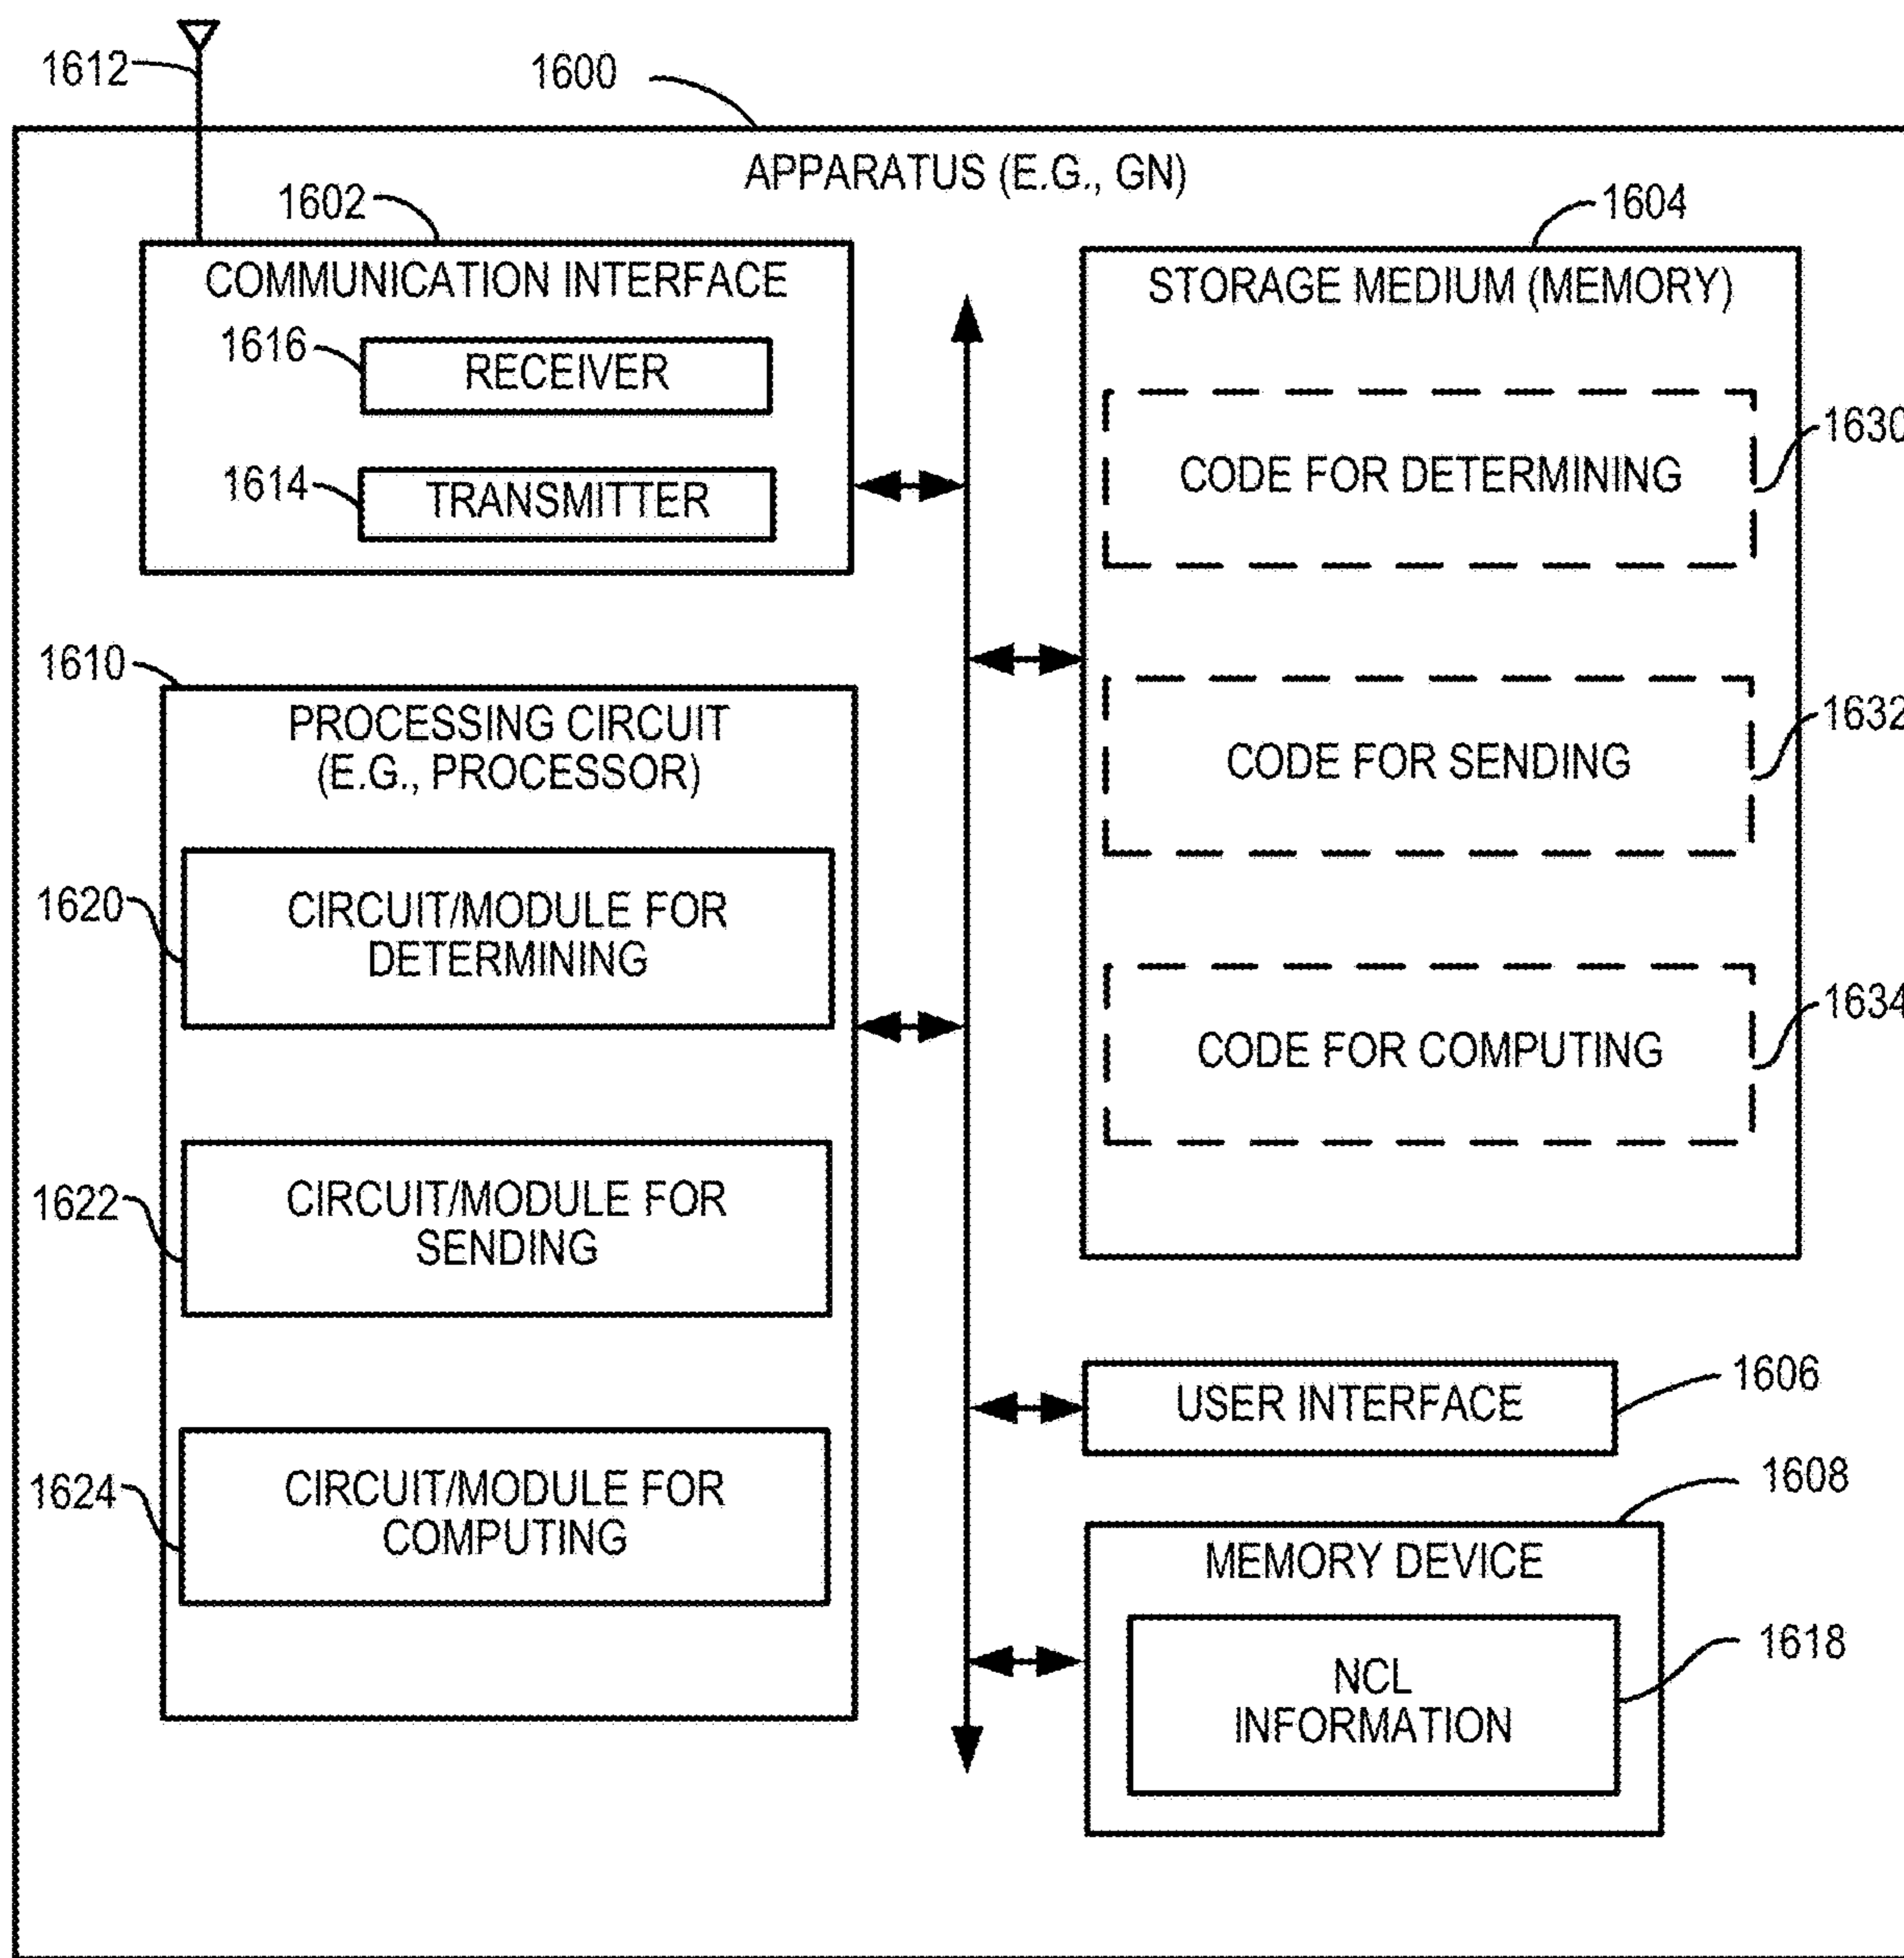 1612
1600
APPARATUS (E.G., GN)
1602
COMMUNICATION INTERFACE
1616
RECEIVER
1614
TRANSMITTER
1604
STORAGE MEDIUM (MEMORY)
CODE FOR DETERMINING
1630
CODE FOR SENDING
1632
CODE FOR COMPUTING
1634
1610
PROCESSING CIRCUIT
(E.G., PROCESSOR)
1620
CIRCUIT/MODULE FOR
DETERMINING
1622
CIRCUIT/MODULE FOR
SENDING
1624
CIRCUIT/MODULE FOR
COMPUTING
USER INTERFACE
1606
1608
MEMORY DEVICE
NCL
INFORMATION
1618